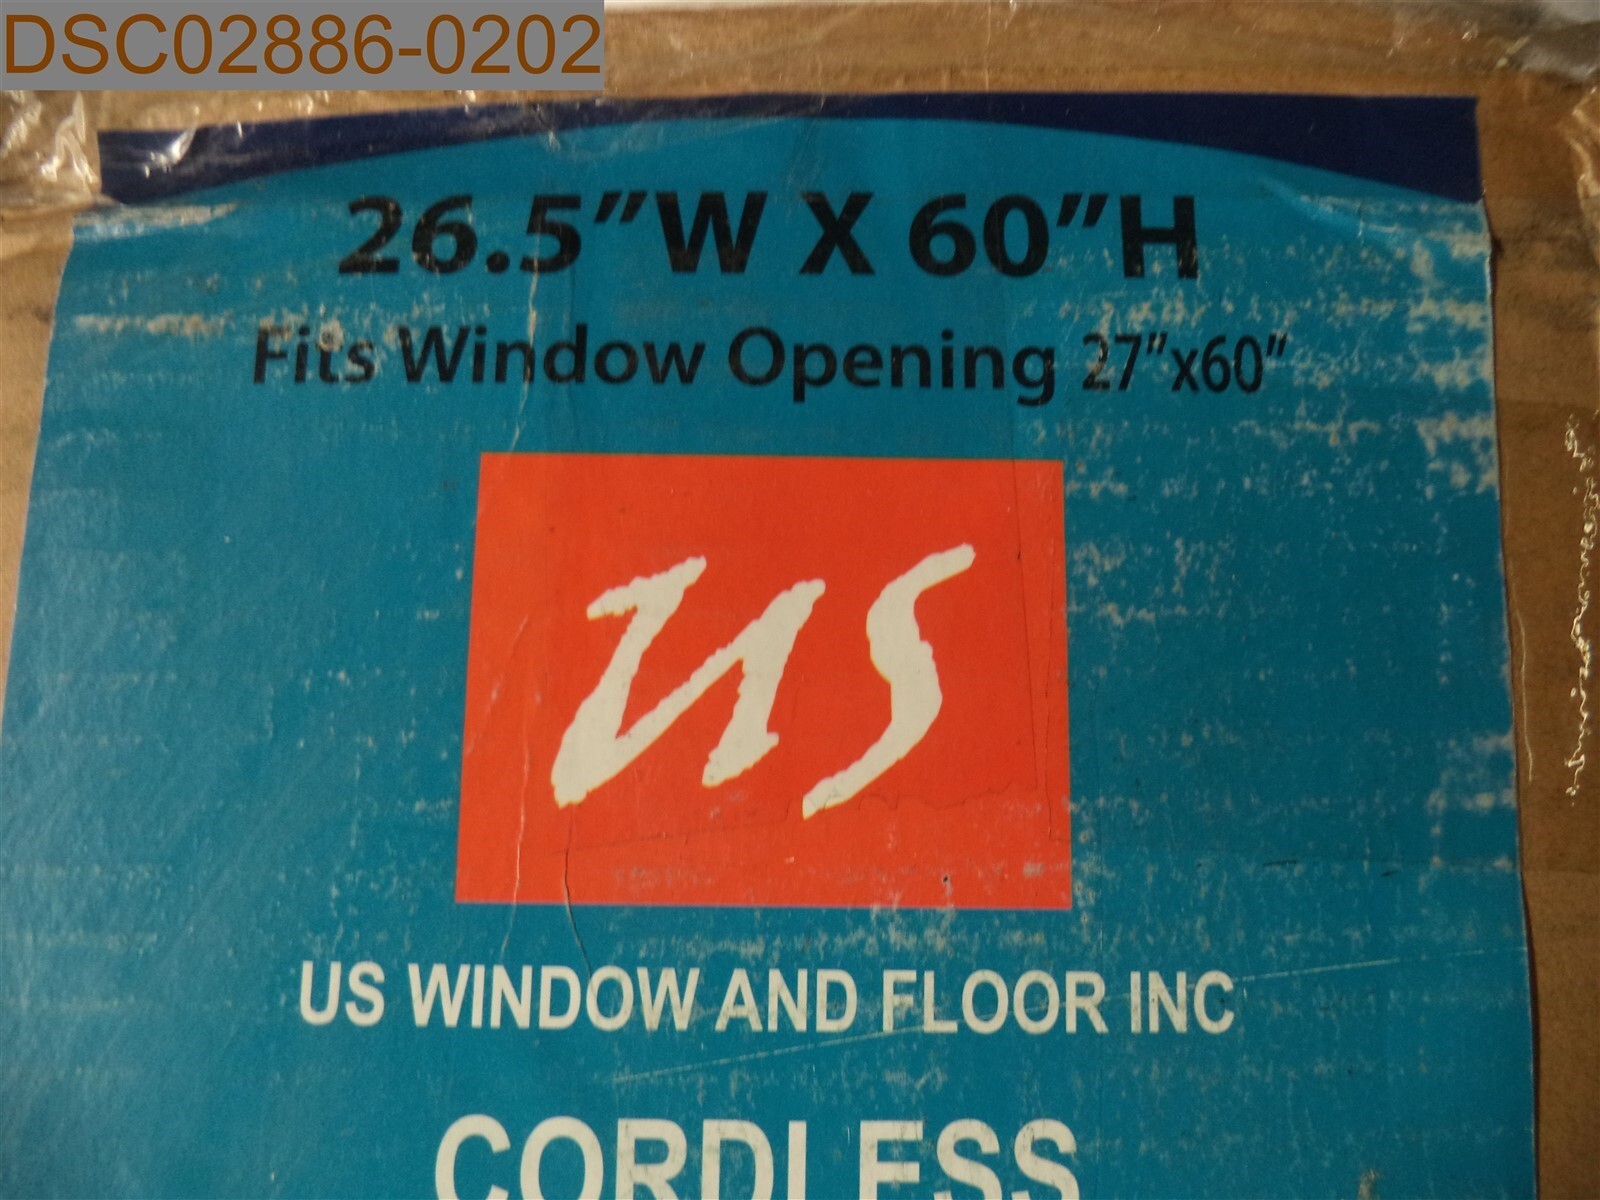 DSC02886-0202
26.5"W X 60"H
Fits Window Opening 27"x60"
US
US WINDOW AND FLOOR INC
CORDLESS